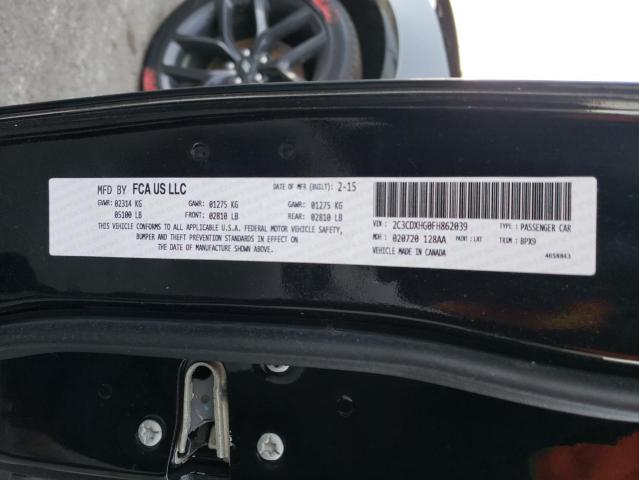 MFD BY FCA US LLC
DATE OF MFR (BUILT): 2-15
GVWR: 02314 KG GAWR: 01275 KG GAWR: 01275 KG
05100 LB FRONT: 02810 LB REAR: 02810 LB
THIS VEHICLE CONFORMS TO ALL APPLICABLE U.S.A. FEDERAL MOTOR VEHICLE SAFETY,
BUMPER AND THEFT PREVENTION STANDARDS IN EFFECT ON
THE DATE OF MANUFACTURE SHOWN ABOVE.
VIN: 2C3CDXHG0FH862039 TYPE: PASSENGER CAR
MDH: 020720 128AA PAINT: LXT TRIM: BPX9
VEHICLE MADE IN CANADA 4658843